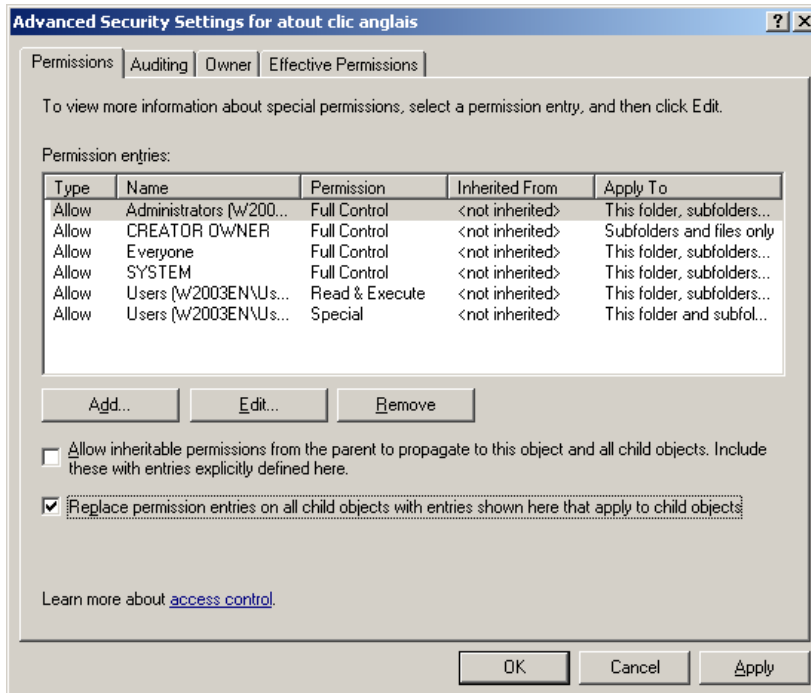 Advanced Security Settings for atout clic anglais
Permissions Auditing Owner Effective Permissions
To view more information about special permissions, select a permission entry, and then click Edit.
Permission entries:
Type Name Permission Inherited From Apply To
Allow Administrators (W200... Full Control <not inherited> This folder, subfolders...
Allow CREATOR OWNER Full Control <not inherited> Subfolders and files only
Allow Everyone Full Control <not inherited> This folder, subfolders...
Allow SYSTEM Full Control <not inherited> This folder, subfolders...
Allow Users (W2003EN\Us... Read & Execute <not inherited> This folder, subfolders...
Allow Users (W2003EN\Us... Special <not inherited> This folder and subfol...
Add... Edit... Remove
Allow inheritable permissions from the parent to propagate to this object and all child objects. Include
these with entries explicitly defined here.
Replace permission entries on all child objects with entries shown here that apply to child objects
Learn more about access control.
OK Cancel Apply